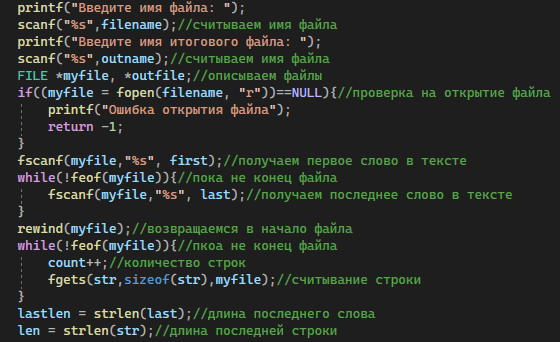 printf("Введите имя файла: ");
scanf("%s",filename);//считываем имя файла
printf("Введите имя итогового файла: ");
scanf("%s",outname);//считываем имя файла
FILE *myfile, *outfile;//описываем файлы
if((myfile = fopen(filename, "r"))==NULL){//проверка на открытие файла
printf("Ошибка открытия файла");
return -1;
}
fscanf(myfile,"%s", first);//получаем первое слово в тексте
while(!feof(myfile)){//пока не конец файла
fscanf(myfile,"%s", last);//получаем последнее слово в тексте
}
rewind(myfile);//возвращаемся в начало файла
while(!feof(myfile)){//пкоа не конец файла
count++;//количество строк
fgets(str,sizeof(str),myfile);//считывание строки
}
lastlen = strlen(last);//длина последнего слова
len = strlen(str);//длина последней строки